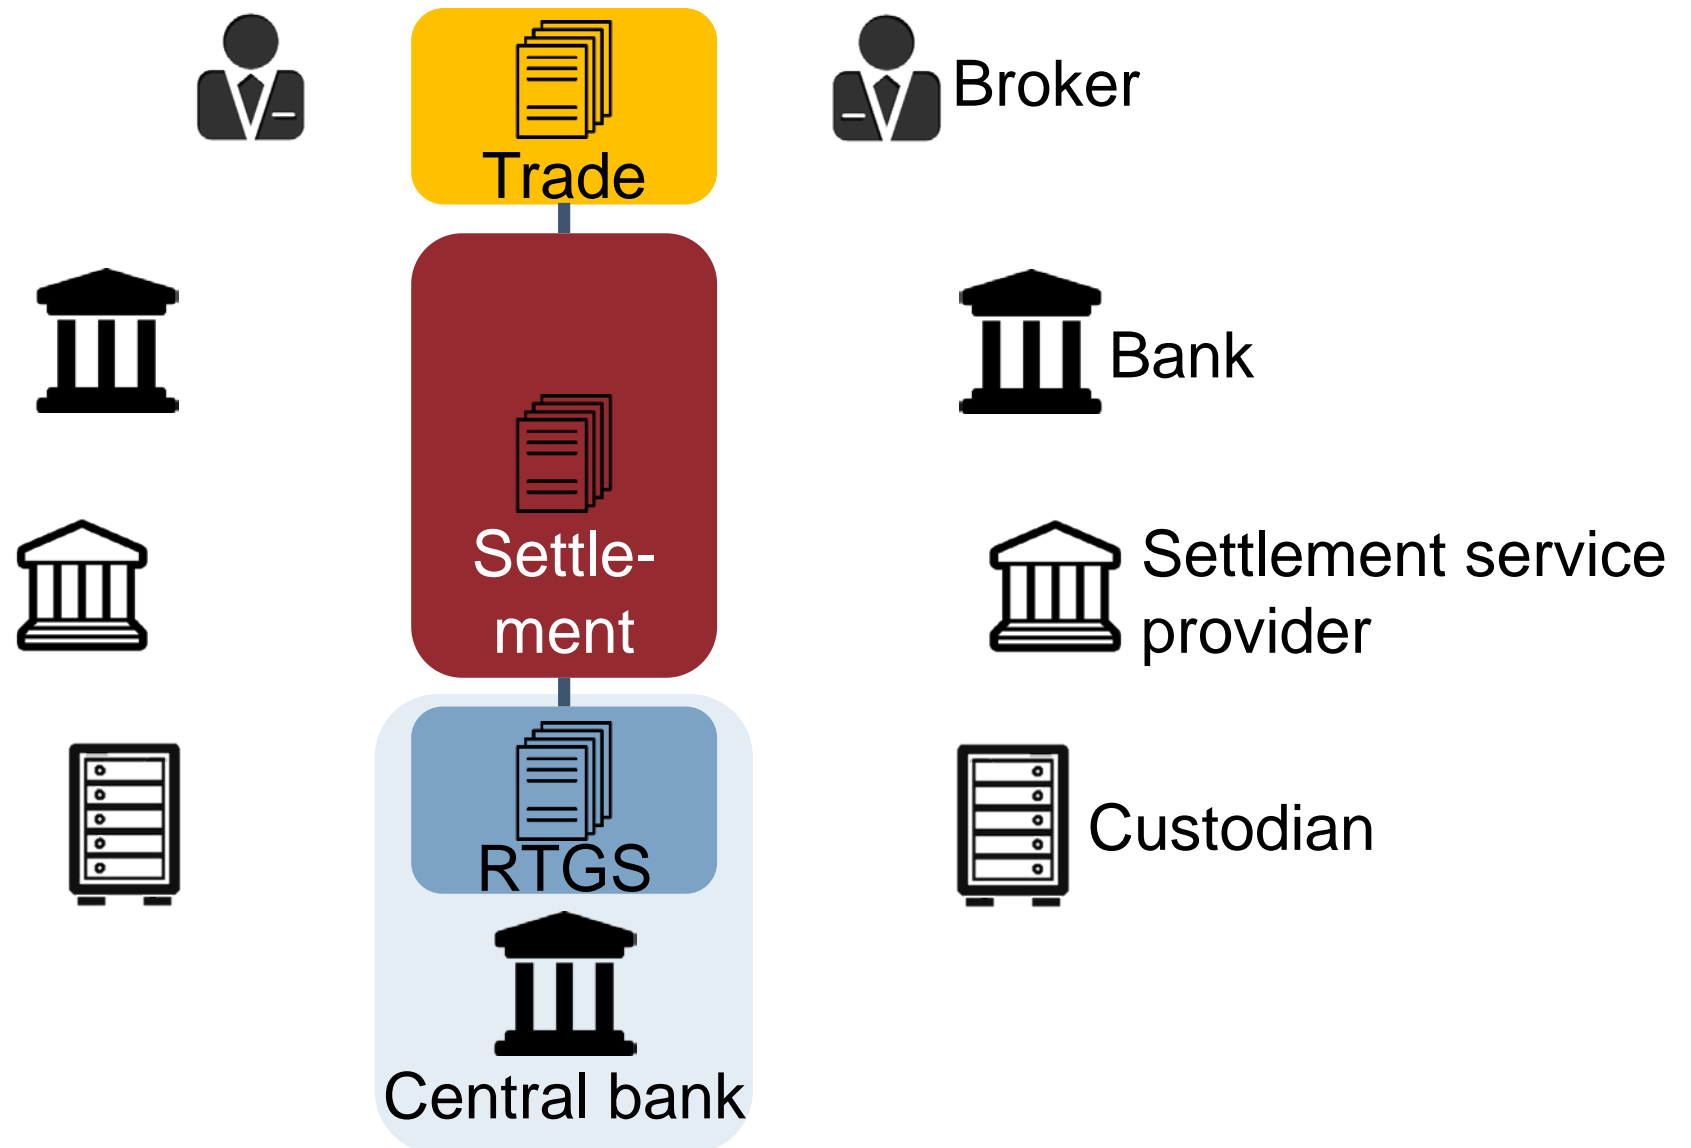 Broker
Trade
Bank
Settle-
ment
Settlement service
provider
Custodian
RTGS
Central bank